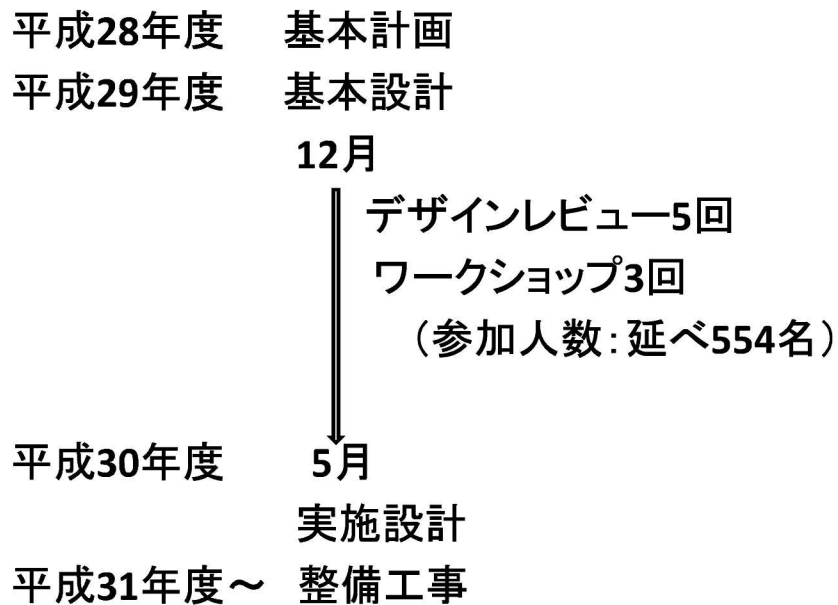 平成28年度　基本計画
平成29年度　基本設計
12月
デザインレビュー5回
ワークショップ3回
（参加人数：延べ554名）
平成30年度　5月
実施設計
平成31年度～　整備工事